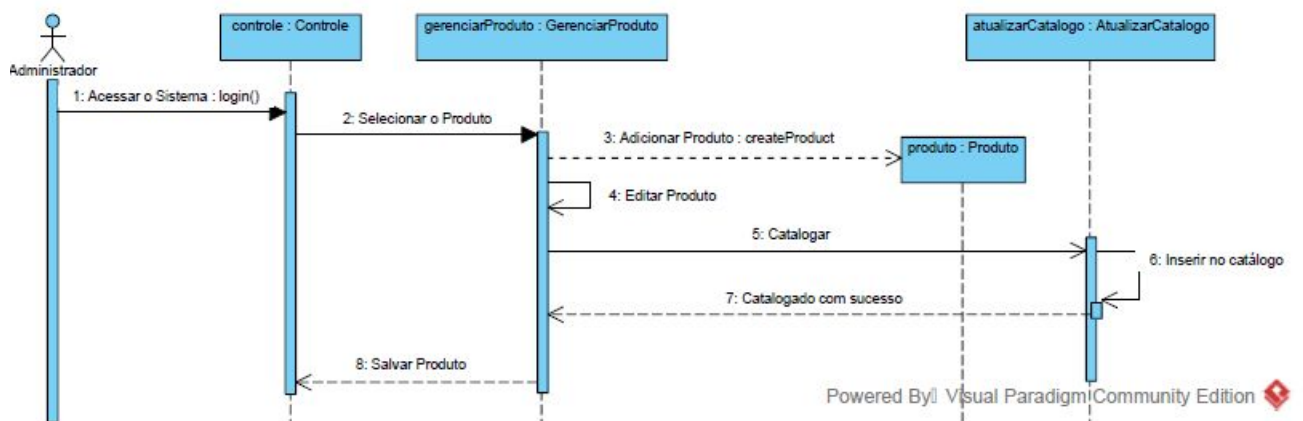 controle : Controle
gerenciarProduto : GerenciarProduto
atualizarCatalogo : AtualizarCatalogo
Administrador
1: Acessar o Sistema : login()
2: Selecionar o Produto
3: Adicionar Produto : createProduct
produto : Produto
4: Editar Produto
5: Catalogar
6: Inserir no catálogo
7: Catalogado com sucesso
8: Salvar Produto
Powered By Visual Paradigm Community Edition